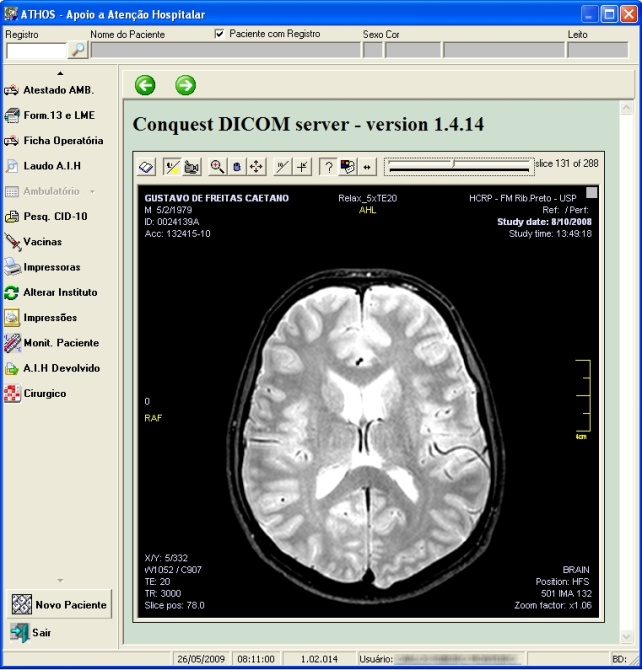 ATHOS - Apoio a Atenção Hospitalar
Registro
Nome do Paciente
Paciente com Registro
Sexo Cor
Leito
Atestado AMB.
Form.13 e LME
Ficha Operatória
Laudo A.I.H
Ambulatório
Pesq. CID-10
Vacinas
Impressoras
Alterar Instituto
Impressões
Monit. Paciente
A.I.H Devolvido
Cirurgico
Novo Paciente
Sair
Conquest DICOM server - version 1.4.14
slice 131 of 288
GUSTAVO DE FREITAS CAETANO
M 5/2/1979
ID: 0024139A
Acc: 132415-10
Relax_5xTE20
AHL
HCRP - FM Rib.Preto - USP
Ref: /Perf:
Study date: 8/10/2008
Study time: 13:49:18
0
RAF
4cm
X/Y: 5/332
W1052 / C907
TE: 20
TR: 3000
Slice pos: 78.0
BRAIN
Position: HFS
501 IMA 132
Zoom factor: x1.06
26/05/2009
08:11:00
1.02.014
Usuário:
BD: